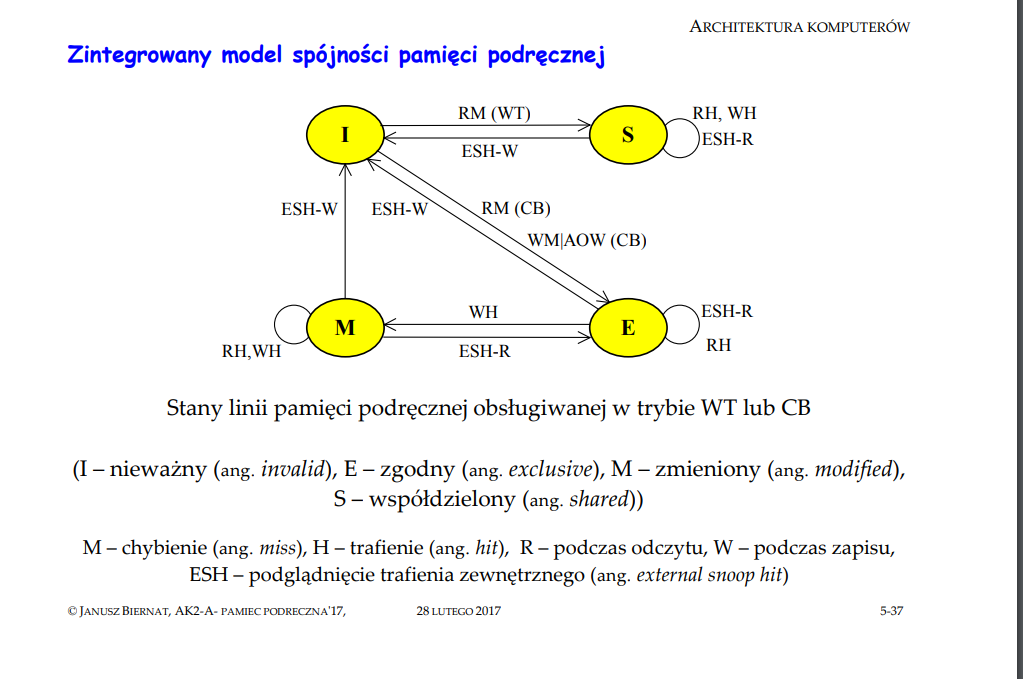 ARCHITEKTURA KOMPUTERÓW
Zintegrowany model spójności pamięci podręcznej
I
RM (WT)
S
RH, WH
ESH-R
ESH-W
ESH-W
ESH-W
RM (CB)
WM|AOW (CB)
M
RH,WH
WH
ESH-R
E
ESH-R
RH
Stany linii pamięci podręcznej obsługiwanej w trybie WT lub CB
(I – nieważny (ang. invalid), E – zgodny (ang. exclusive), M – zmieniony (ang. modified),
S – współdzielony (ang. shared))
M – chybienie (ang. miss), H – trafienie (ang. hit), R – podczas odczytu, W – podczas zapisu,
ESH – podglądnięcie trafienia zewnętrznego (ang. external snoop hit)
© JANUSZ BIERNAT, AK2-A- PAMIEC PODRECZNA'17, 28 LUTEGO 2017 5-37